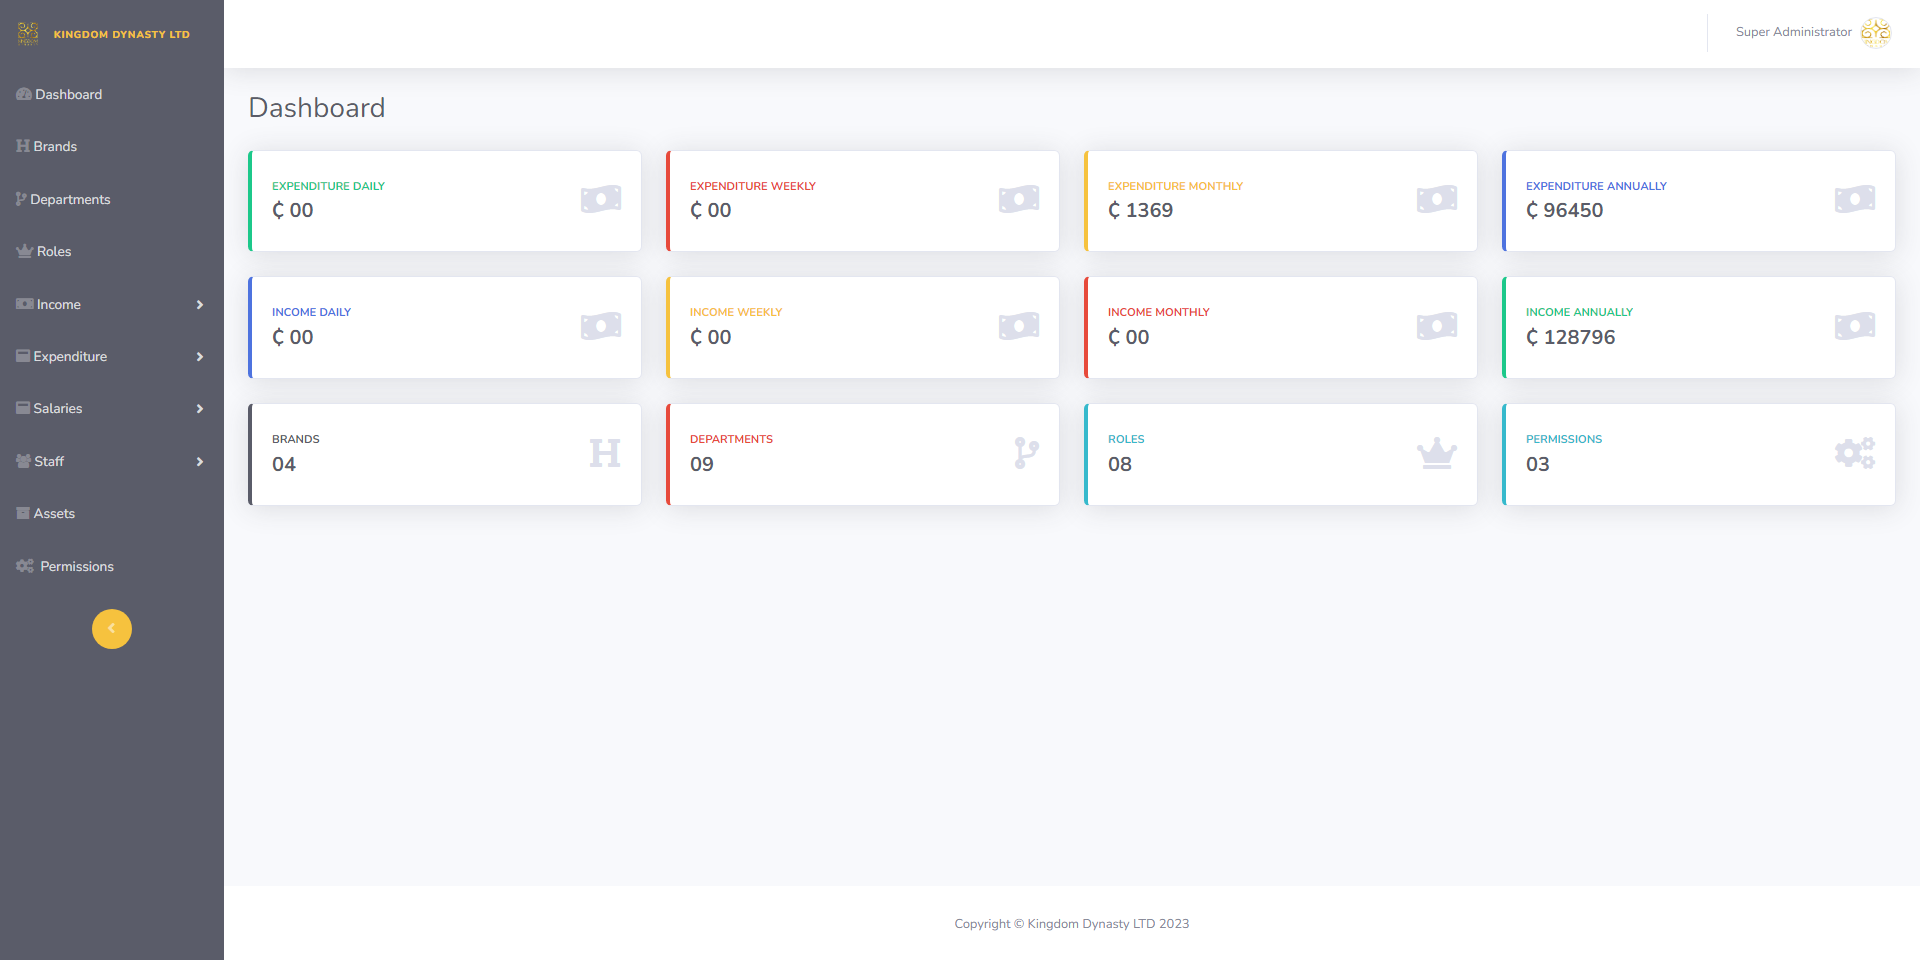 KINGDOM DYNASTY LTD
Super Administrator
Dashboard
Brands
Departments
Roles
Income
Expenditure
Salaries
Staff
Assets
Permissions
Dashboard
EXPENDITURE DAILY
₵ 00
EXPENDITURE WEEKLY
₵ 00
EXPENDITURE MONTHLY
₵ 1369
EXPENDITURE ANNUALLY
₵ 96450
INCOME DAILY
₵ 00
INCOME WEEKLY
₵ 00
INCOME MONTHLY
₵ 00
INCOME ANNUALLY
₵ 128796
BRANDS
04
DEPARTMENTS
09
ROLES
08
PERMISSIONS
03
Copyright © Kingdom Dynasty LTD 2023